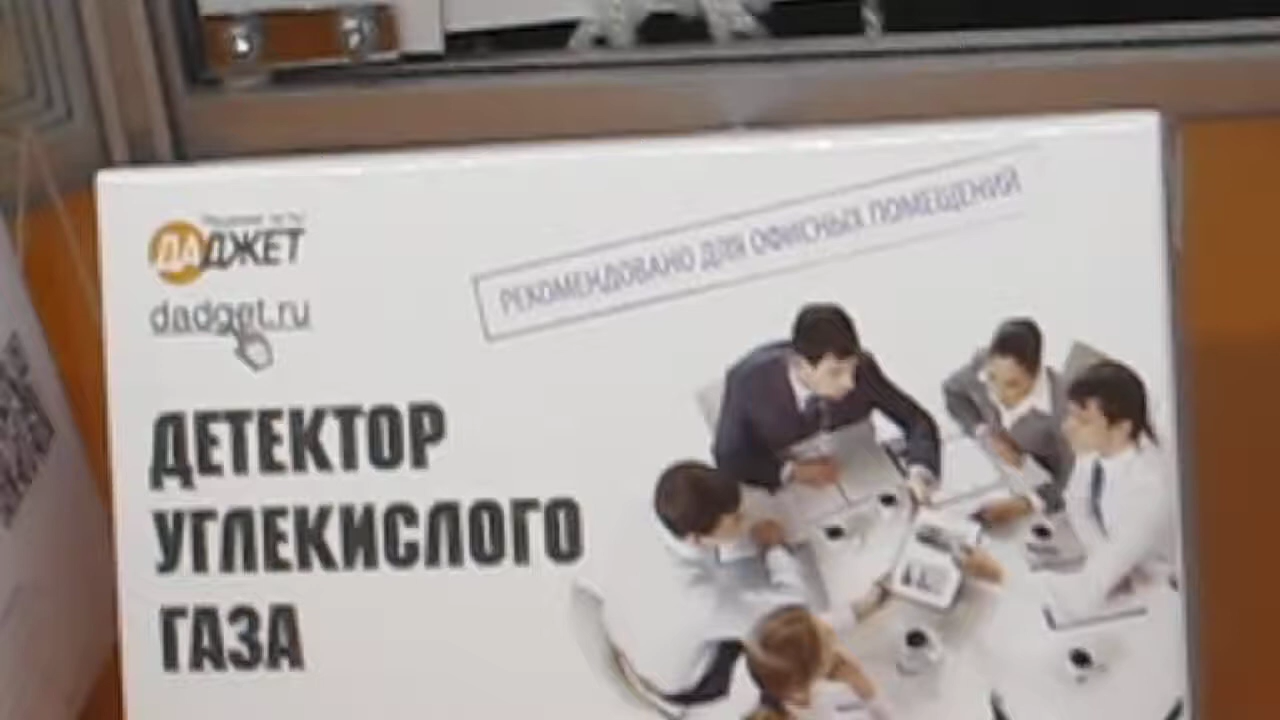 ДАДЖЕТ
dadget.ru
РЕКОМЕНДОВАНО ДЛЯ ОФИСНЫХ ПОМЕЩЕНИЙ
ДЕТЕКТОР
УГЛЕКИСЛОГО
ГАЗА